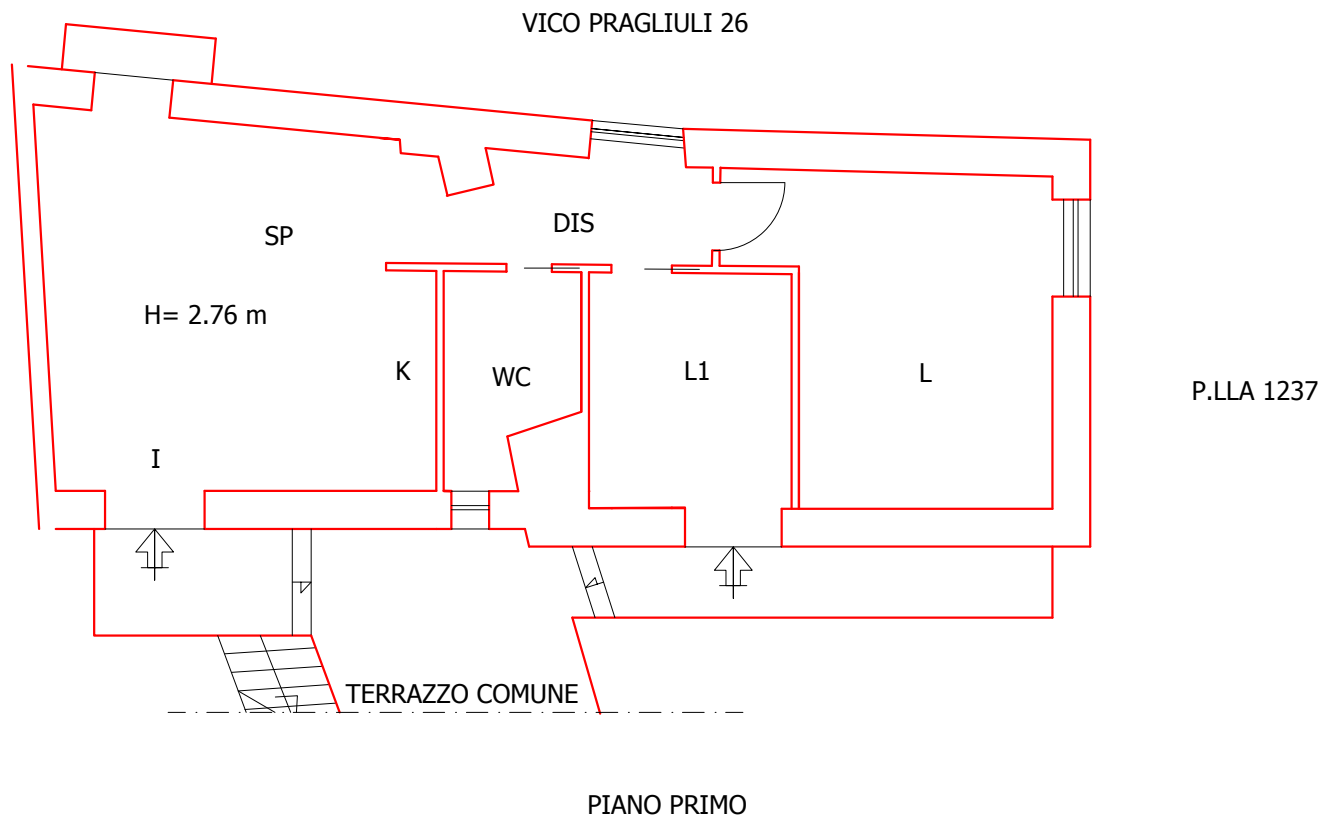 VICO PRAGLIULI 26
DIS
SP
H= 2.76 m
K
WC
L1
L
P.LLA 1237
I
TERRAZZO COMUNE
PIANO PRIMO